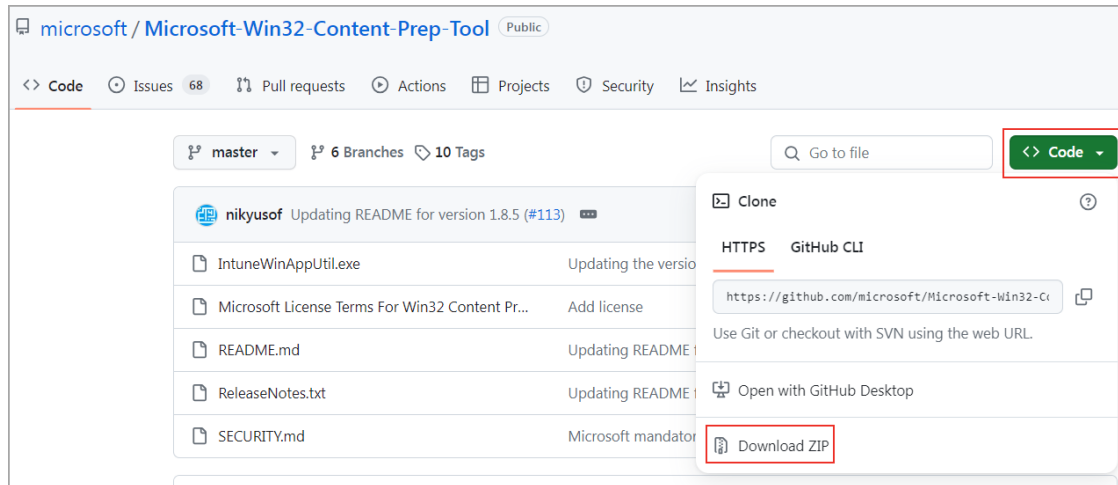 microsoft / Microsoft-Win32-Content-Prep-Tool Public
Code Issues 68 Pull requests Actions Projects Security Insights
master 6 Branches 10 Tags Go to file Code
nikyusof Updating README for version 1.8.5 (#113)
IntuneWinAppUtil.exe Updating the versio
Microsoft License Terms For Win32 Content Pr... Add license
README.md Updating README f
ReleaseNotes.txt Updating README f
SECURITY.md Microsoft mandator
Clone
HTTPS GitHub CLI
https://github.com/microsoft/Microsoft-Win32-Co
Use Git or checkout with SVN using the web URL.
Open with GitHub Desktop
Download ZIP